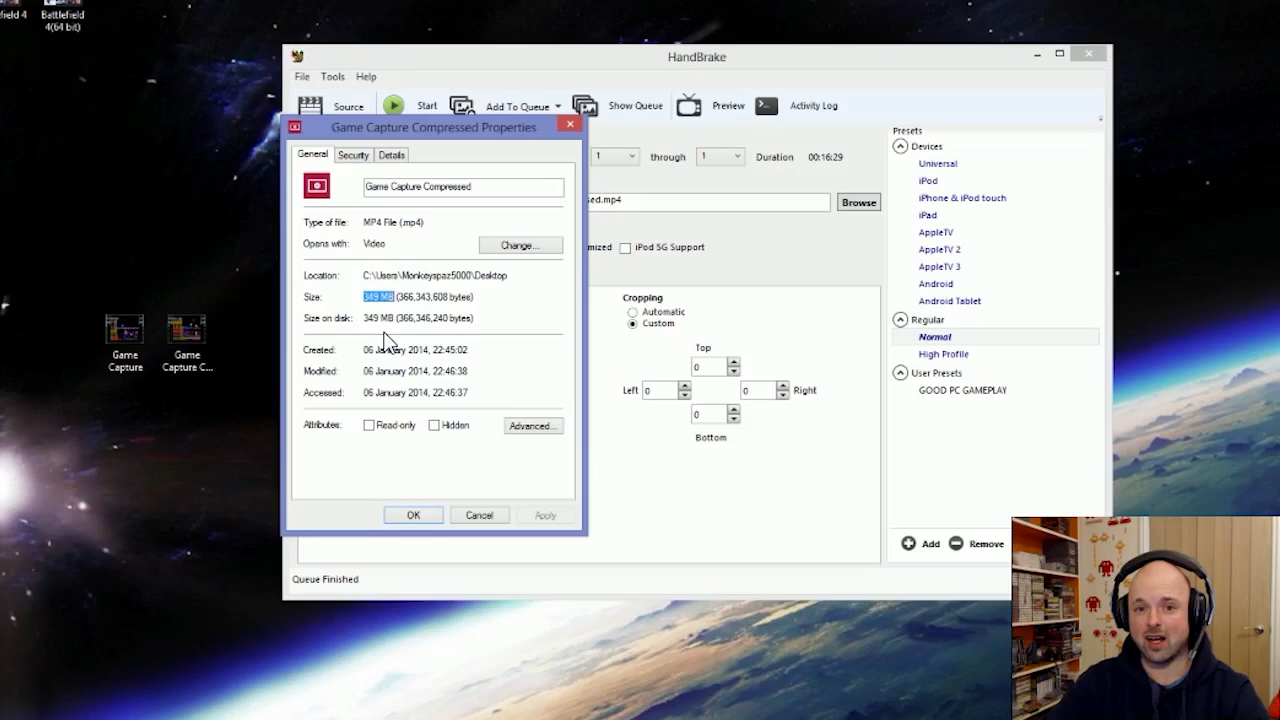 field 4
Battlefield
4(64 bit)
HandBrake
File Tools Help
Source Start Add To Queue Show Queue Preview Activity Log
Game Capture Compressed Properties
General Security Details
Game Capture Compressed
Type of file: MP4 File (.mp4)
Opens with: Video Change...
Location: C:\Users\Monkeyspaz5000\Desktop
Size: 349 MB (366,343,608 bytes)
Size on disk: 349 MB (366,346,240 bytes)
Created: 06 January 2014, 22:45:02
Modified: 06 January 2014, 22:46:38
Accessed: 06 January 2014, 22:46:37
Attributes: Read-only Hidden Advanced...
OK Cancel Apply
1 through 1 Duration 00:16:29
sed.mp4 Browse
mized iPod 5G Support
Cropping
Automatic
Custom
Top
0
Left 0 0 Right
0
Bottom
Presets
Devices
Universal
iPod
iPhone & iPod touch
iPad
AppleTV
AppleTV 2
AppleTV 3
Android
Android Tablet
Regular
Normal
High Profile
User Presets
GOOD PC GAMEPLAY
Add Remove
Queue Finished
Game
Capture
Game
Capture C...